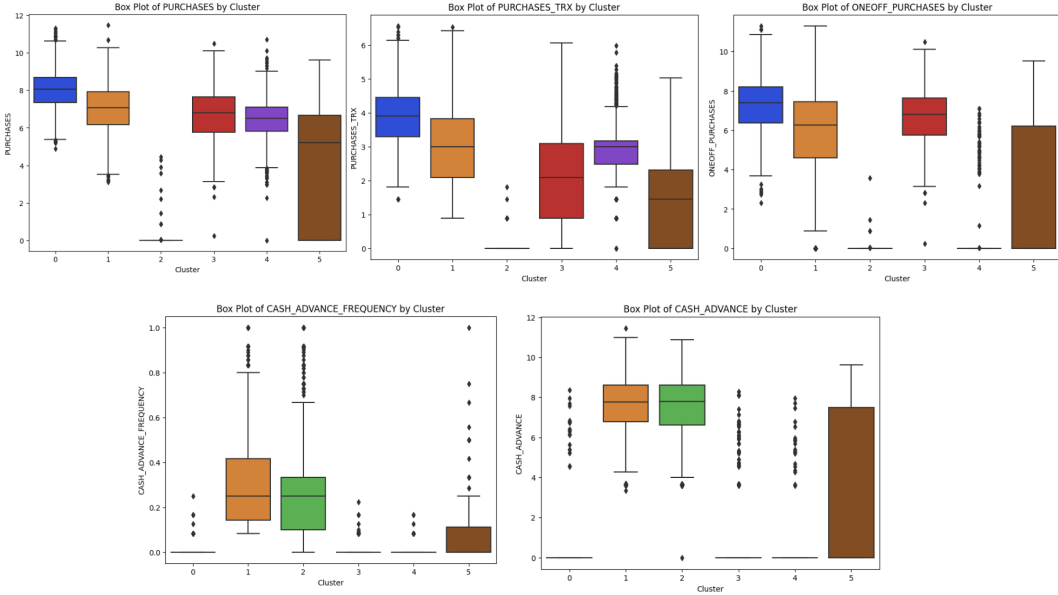 Box Plot of PURCHASES by Cluster
PURCHASES
12
10
8
6
4
2
0
0 1 2 3 4 5
Cluster
Box Plot of PURCHASES_TRX by Cluster
PURCHASES_TRX
6
5
4
3
2
1
0
0 1 2 3 4 5
Cluster
Box Plot of ONEOFF_PURCHASES by Cluster
ONEOFF_PURCHASES
10
8
6
4
2
0
0 1 2 3 4 5
Cluster
Box Plot of CASH_ADVANCE_FREQUENCY by Cluster
CASH_ADVANCE_FREQUENCY
1.0
0.8
0.6
0.4
0.2
0.0
0 1 2 3 4 5
Cluster
Box Plot of CASH_ADVANCE by Cluster
CASH_ADVANCE
12
10
8
6
4
2
0
0 1 2 3 4 5
Cluster